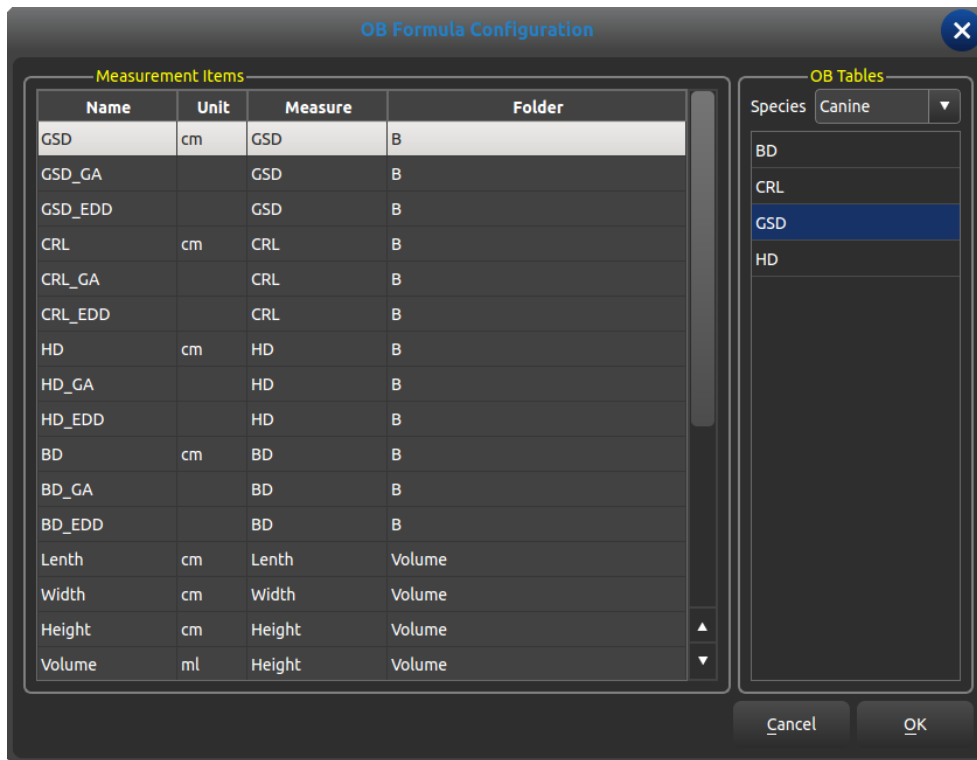 OB Formula Configuration
Measurement Items
Name Unit Measure Folder
GSD cm GSD B
GSD_GA GSD B
GSD_EDD GSD B
CRL cm CRL B
CRL_GA CRL B
CRL_EDD CRL B
HD cm HD B
HD_GA HD B
HD_EDD HD B
BD cm BD B
BD_GA BD B
BD_EDD BD B
Lenth cm Lenth Volume
Width cm Width Volume
Height cm Height Volume
Volume ml Height Volume
OB Tables
Species Canine
BD
CRL
GSD
HD
Cancel OK